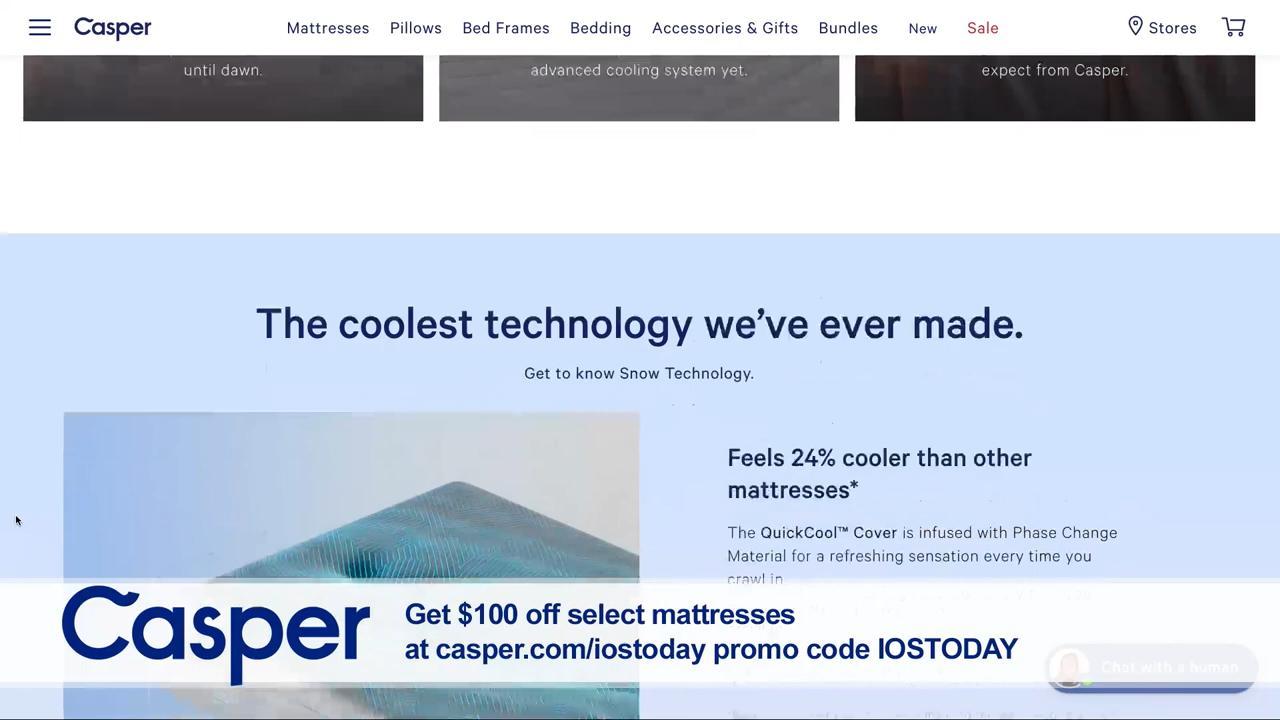 Casper
Mattresses Pillows Bed Frames Bedding Accessories & Gifts Bundles New Sale
Stores
until dawn.
advanced cooling system yet.
expect from Casper.
The coolest technology we've ever made.
Get to know Snow Technology.
Feels 24% cooler than other
mattresses*
The QuickCool™ Cover is infused with Phase Change
Material for a refreshing sensation every time you
crawl in
Casper
Get $100 off select mattresses
at casper.com/iostoday promo code IOSTODAY
Chat with a human